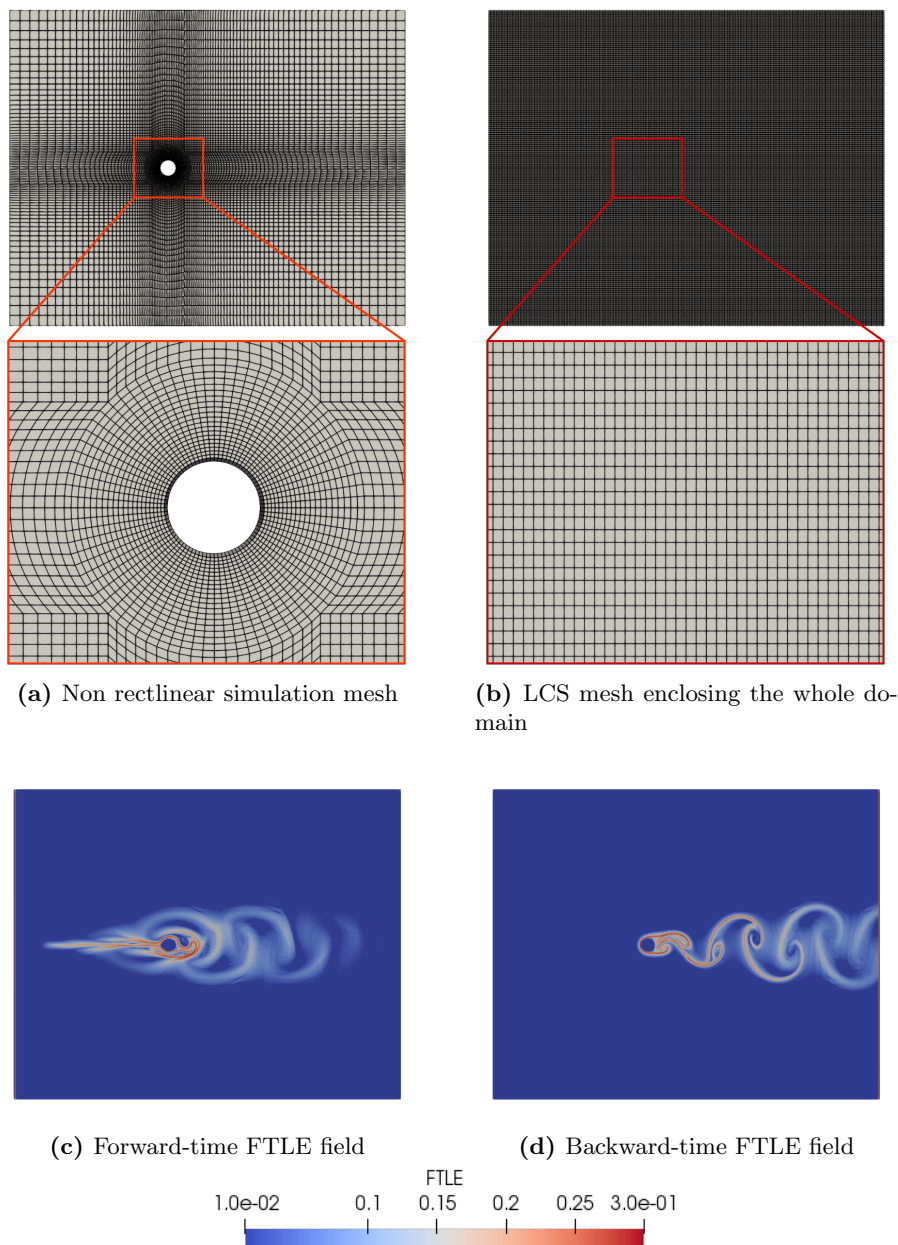 (a) Non rectlinear simulation mesh
(b) LCS mesh enclosing the whole do-
main
(c) Forward-time FTLE field
(d) Backward-time FTLE field
FTLE
1.0e-02 0.1 0.15 0.2 0.25 3.0e-01